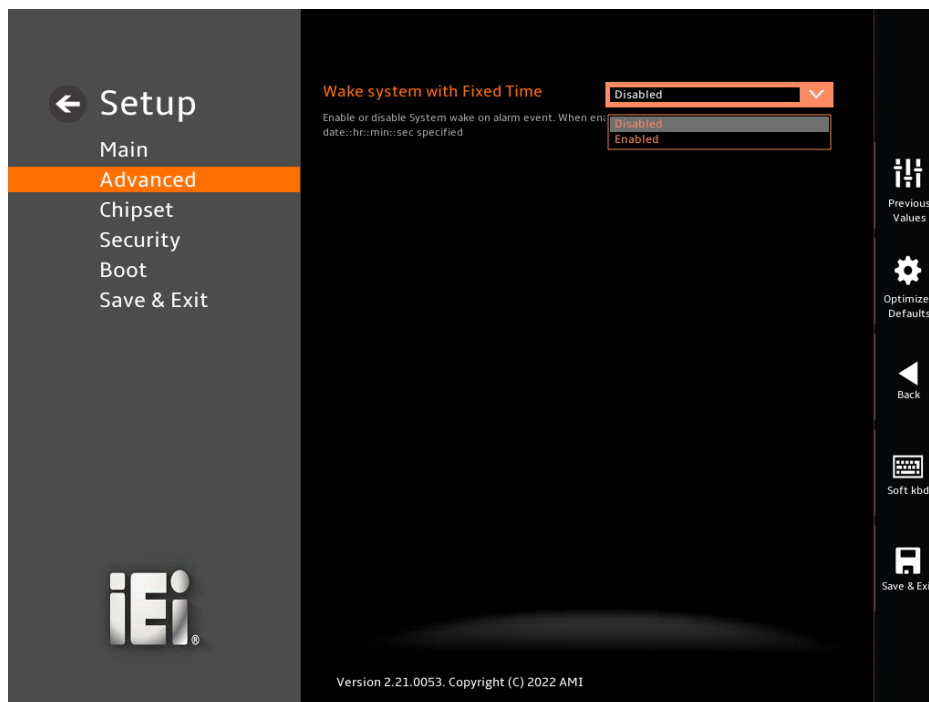 Setup
Main
Advanced
Chipset
Security
Boot
Save & Exit
Wake system with Fixed Time
Disabled
Enable or disable System wake on alarm event. When
date::hr::min::sec specified
Disabled
Enabled
Previous
Values
Optimize
Defaults
Back
Soft kbd
Save &
iEi
®
Version 2.21.0053. Copyright (C) 2022 AMI